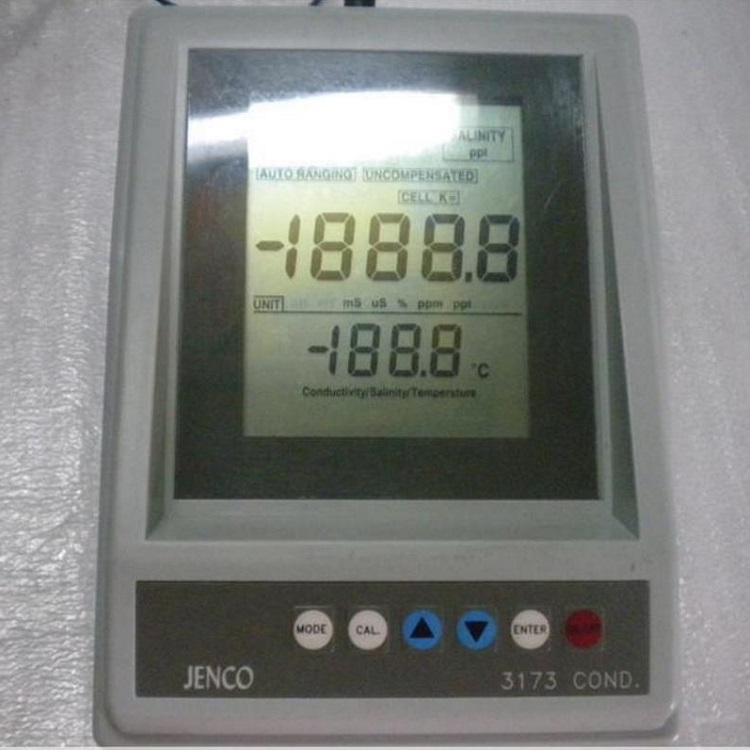 SALINITY
ppt
AUTO RANGING UNCOMPENSATED
CELL K=
-1888.8
UNIT mS uS % ppm ppt
-188.8 °C
Conductivity/Salinity/Temperature
MODE CAL. ENTER
JENCO 3173 COND.